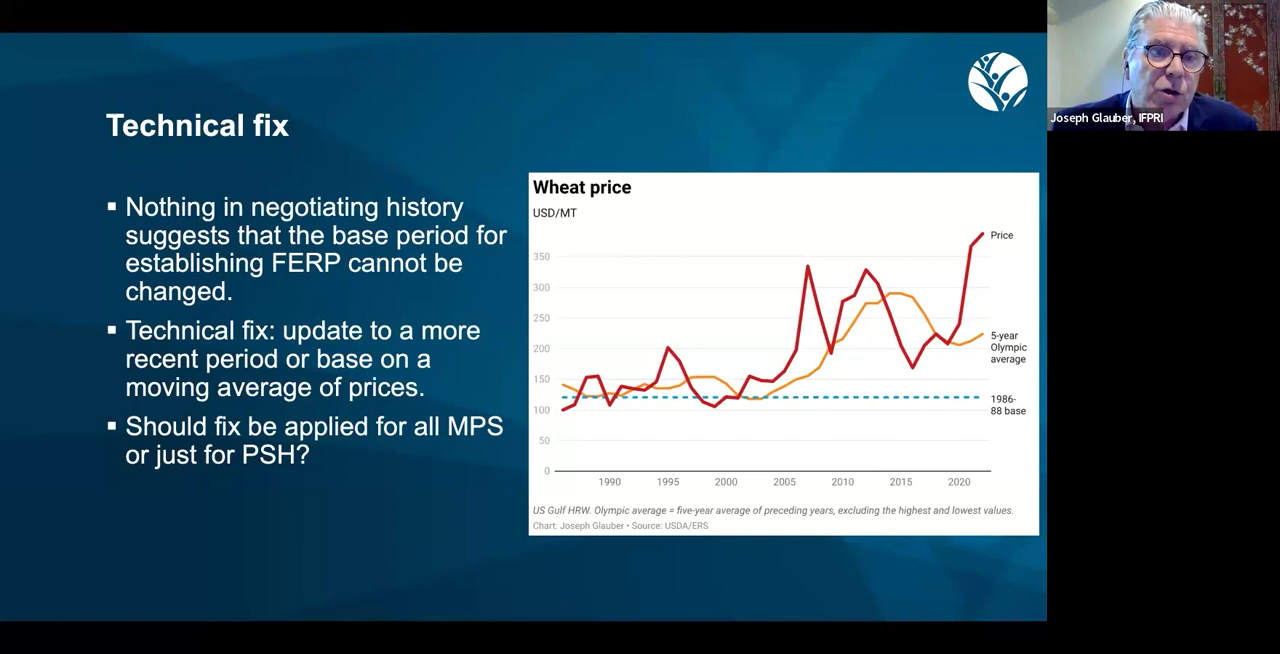 Technical fix
▪ Nothing in negotiating history
suggests that the base period for
establishing FERP cannot be
changed.
▪ Technical fix: update to a more
recent period or base on a
moving average of prices.
▪ Should fix be applied for all MPS
or just for PSH?
Wheat price
USD/MT
350
300
250
200
150
100
50
0
1990 1995 2000 2005 2010 2015 2020
Price
5-year
Olympic
average
1986-
88 base
US Gulf HRW. Olympic average = five-year average of preceding years, excluding the highest and lowest values.
Chart: Joseph Glauber • Source: USDA/ERS
Joseph Glauber, IFPRI